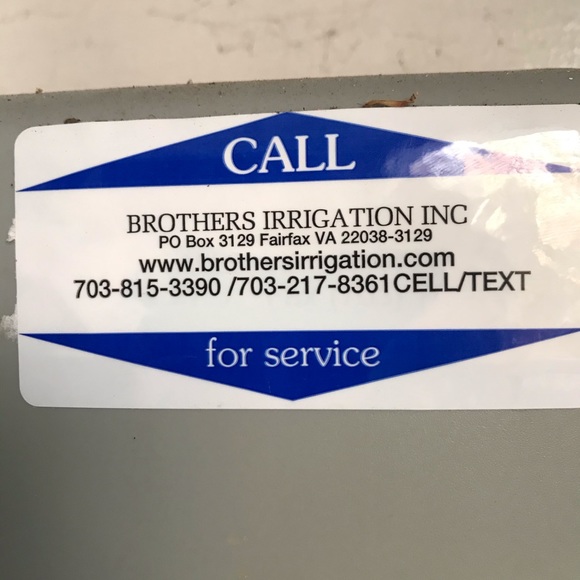 CALL
BROTHERS IRRIGATION INC
PO Box 3129 Fairfax VA 22038-3129
www.brothersirrigation.com
703-815-3390 /703-217-8361CELL/TEXT
for service